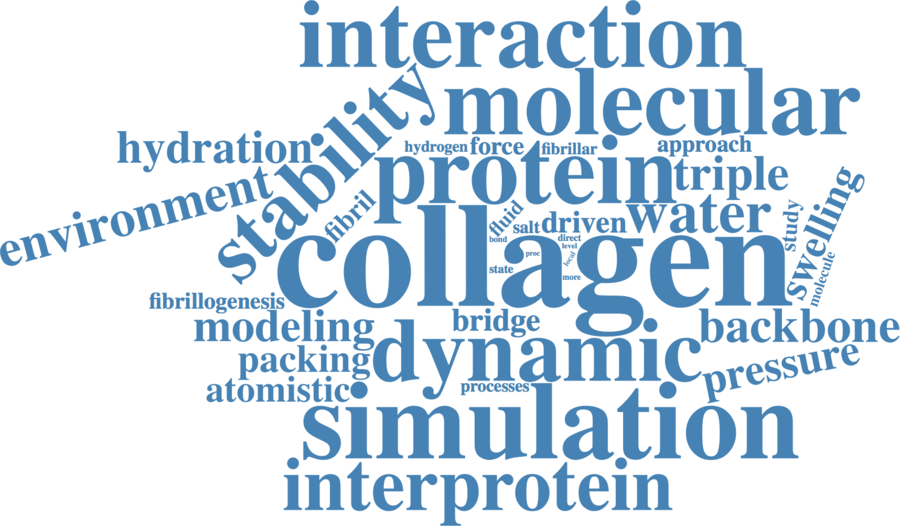 interaction
molecular
stability
hydration
hydrogen
force
fibrillar
approach
protein
triple
environment
fibril
fluid
salt
driven
water
swelling
study
collagen
bond
direct
level
proc
local
state
more
molecule
fibrillogenesis
modeling
bridge
backbone
packing
dynamic
pressure
atomistic
processes
simulation
interprotein